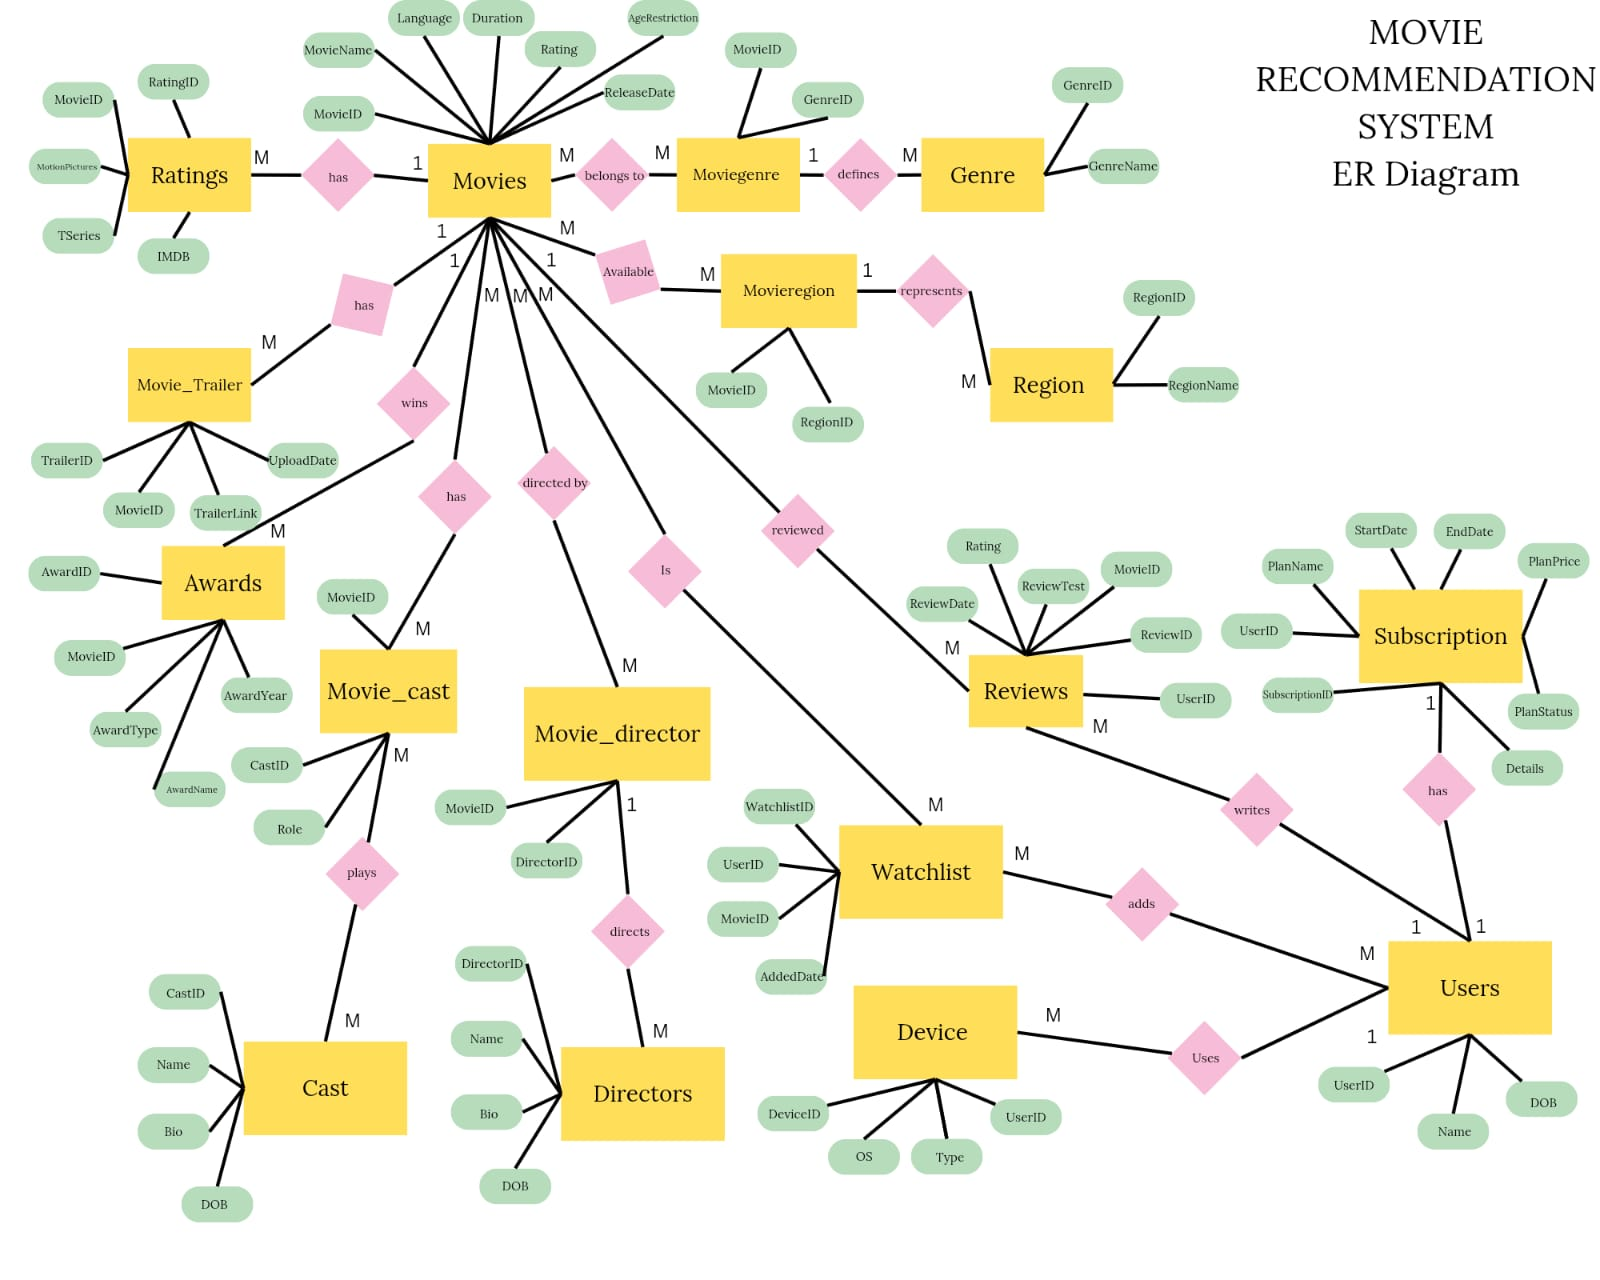 MOVIE
RECOMMENDATION
SYSTEM
ER Diagram
Language
Duration
AgeRestriction
MovieName
Rating
ReleaseDate
MovieID
MovieID
GenreID
GenreID
GenreName
MovieID
RatingID
MotionPictures
TSeries
IMDB
Ratings
M
has
1
Movies
M
belongs to
M
Moviegenre
1
defines
M
Genre
1
1
M
M
M
1
M
Available
M
Movieregion
1
represents
M
Region
RegionID
RegionName
MovieID
RegionID
has
M
Movie_Trailer
TrailerID
MovieID
TrailerLink
UploadDate
wins
M
has
directed by
Is
reviewed
Awards
AwardID
MovieID
AwardType
AwardName
AwardYear
MovieID
M
Movie_cast
CastID
Role
M
plays
M
Cast
CastID
Name
Bio
DOB
M
Movie_director
MovieID
DirectorID
1
directs
M
Directors
DirectorID
Name
Bio
DOB
M
Watchlist
WatchlistID
UserID
MovieID
AddedDate
M
adds
M
Rating
ReviewTest
MovieID
ReviewDate
ReviewID
UserID
M
Reviews
M
writes
1
StartDate
EndDate
PlanName
PlanPrice
UserID
Subscription
SubscriptionID
PlanStatus
Details
1
has
1
Users
UserID
Name
DOB
1
Uses
M
Device
DeviceID
OS
Type
UserID